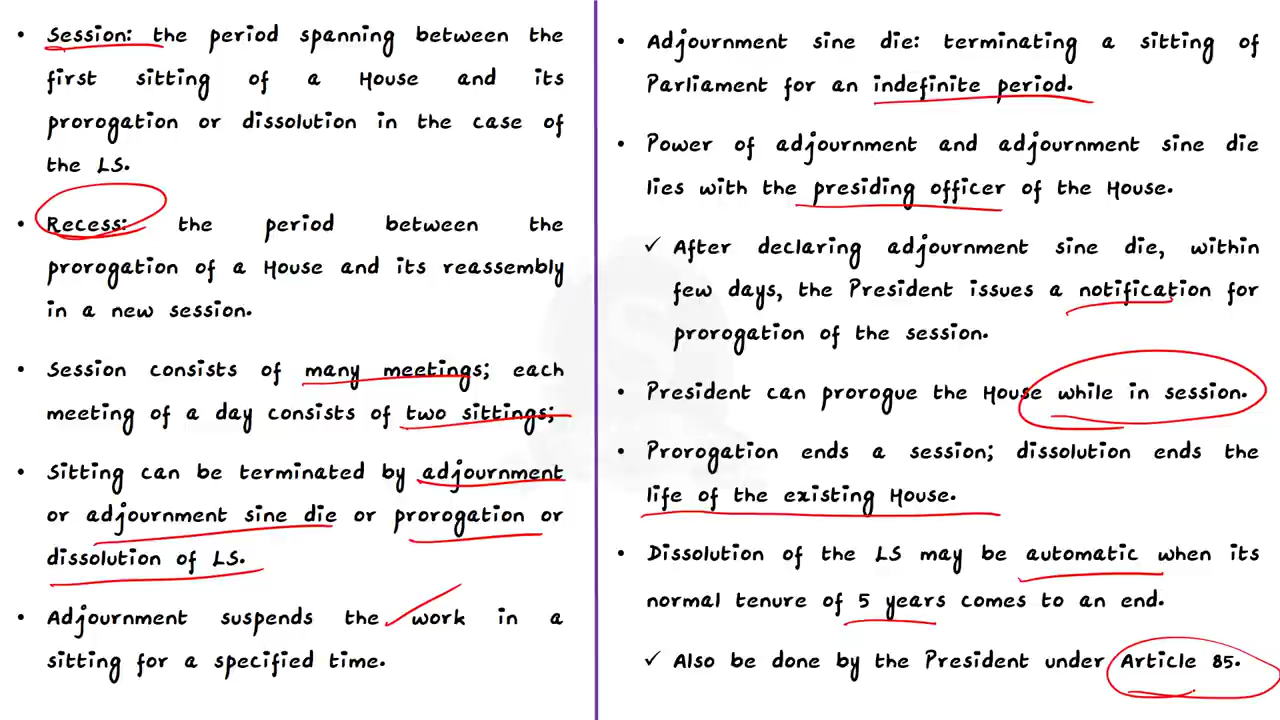 • Session: the period spanning between the
first sitting of a House and its
prorogation or dissolution in the case of
the LS.
• Recess: the period between the
prorogation of a House and its reassembly
in a new session.
• Session consists of many meetings; each
meeting of a day consists of two sittings;
• Sitting can be terminated by adjournment
or adjournment sine die or prorogation or
dissolution of LS.
• Adjournment suspends the work in a
sitting for a specified time.
• Adjournment sine die: terminating a sitting of
Parliament for an indefinite period.
• Power of adjournment and adjournment sine die
lies with the presiding officer of the House.
✓ After declaring adjournment sine die, within
few days, the President issues a notification for
prorogation of the session.
• President can prorogue the House while in session.
• Prorogation ends a session; dissolution ends the
life of the existing House.
• Dissolution of the LS may be automatic when its
normal tenure of 5 years comes to an end.
✓ Also be done by the President under Article 85.